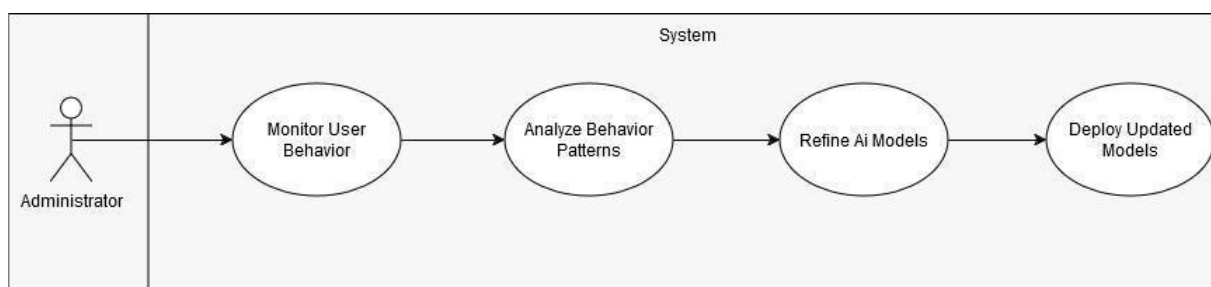 System
Administrator
Monitor User
Behavior
Analyze Behavior
Patterns
Refine Ai Models
Deploy Updated
Models